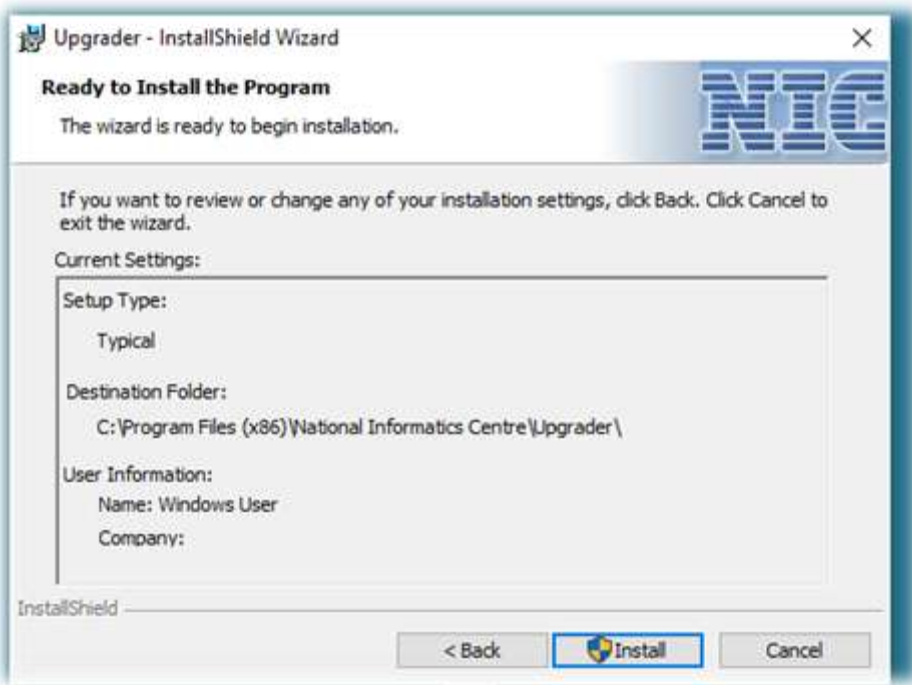 Upgrader - InstallShield Wizard
Ready to Install the Program
The wizard is ready to begin installation.
NIC
If you want to review or change any of your installation settings, click Back. Click Cancel to
exit the wizard.
Current Settings:
Setup Type:
Typical
Destination Folder:
C:\Program Files (x86)\National Informatics Centre\Upgrader\
User Information:
Name: Windows User
Company:
InstallShield
< Back
Install
Cancel